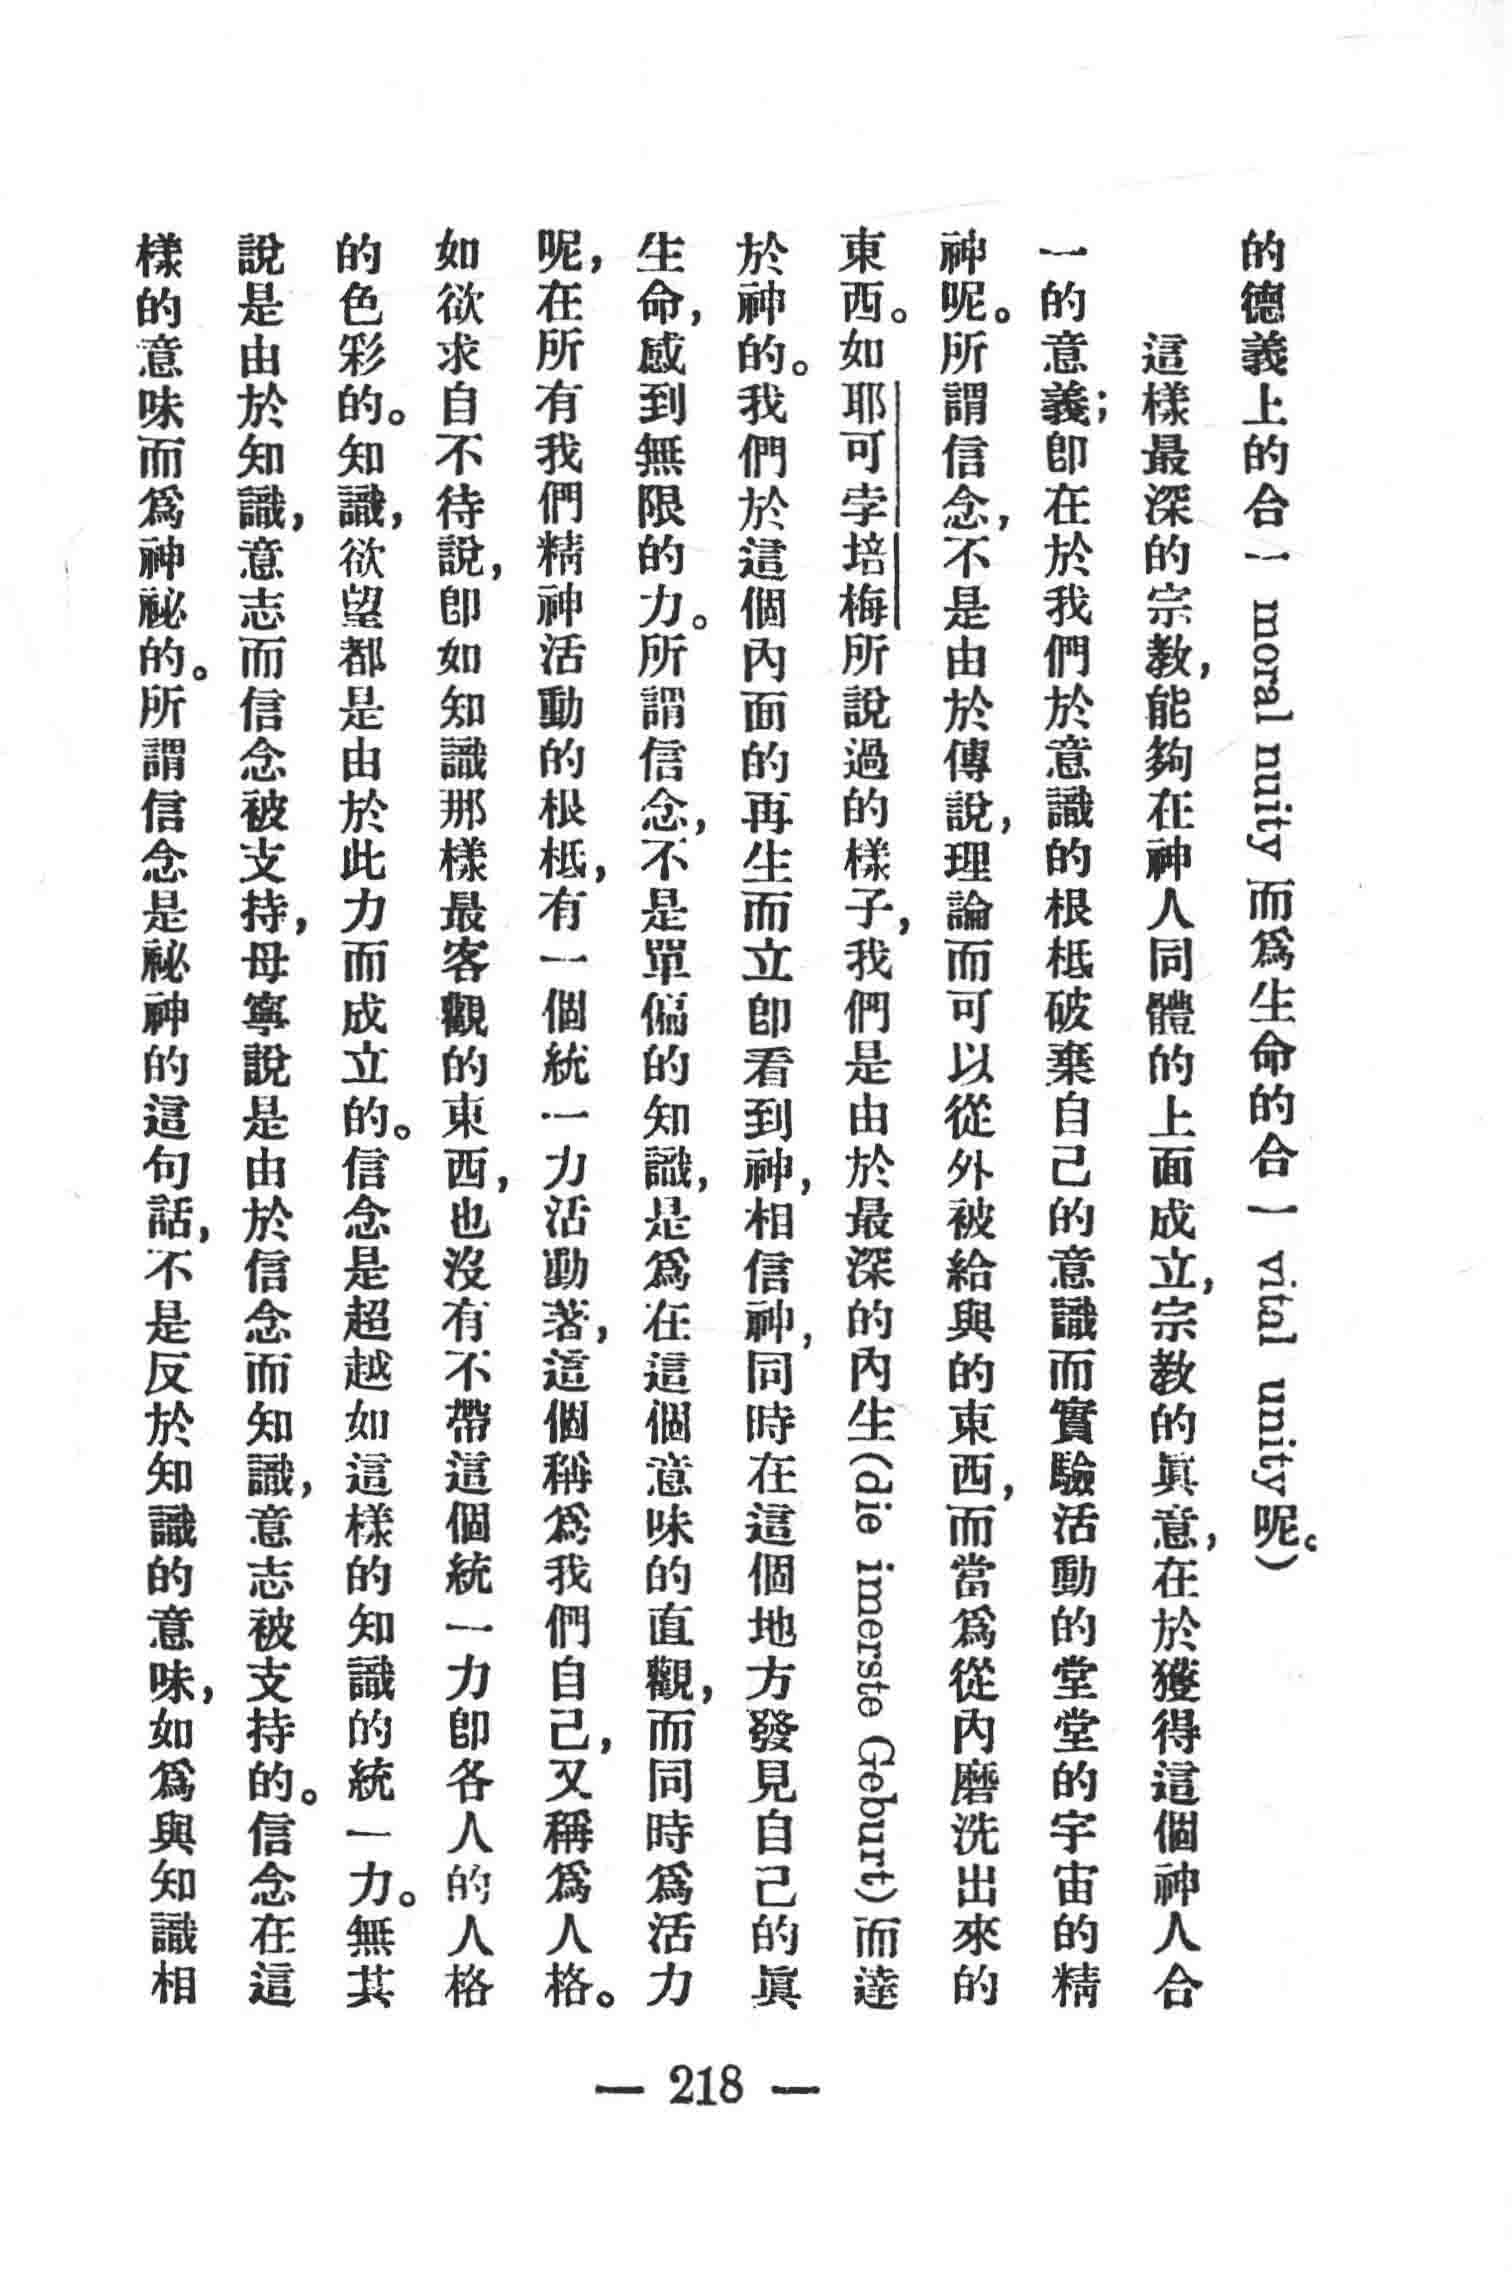 的德義上的合一 moral nuity 而爲生命的合一 vital unity 呢。)
這樣最深的宗教，能夠在神人同體的上面成立，宗教的眞意，在於獲得這個神人合
一的意義；卽在於我們於意識的根柢破棄自己的意識而實驗活動的堂堂的宇宙的精
神呢。所謂信念，不是由於傳說，理論而可以從外被給與的東西，而當爲從內磨洗出來的
東西。如耶可孛培梅所說過的樣子，我們是由於最深的內生(die imerste Geburt)而達
於神的。我們於這個內面的再生而立卽看到神，相信神，同時在這個地方發見自己的眞
生命，感到無限的力。所謂信念，不是單偏的知識，是爲在這個意味的直觀，而同時爲活力
呢，在所有我們精神活動的根柢，有一個統一力活動著，這個稱爲我們自己，又稱爲人格。
如欲求自不待說，卽如知識那樣最客觀的東西，也沒有不帶這個統一力卽各人的人格
的色彩的。知識，欲望都是由於此力而成立的。信念是超越如這樣的知識的統一力。無其
說是由於知識，意志而信念被支持，母寧說是由於信念而知識，意志被支持的。信念在這
樣的意味而爲神祕的。所謂信念是祕神的這句話，不是反於知識的意味，如爲與知識相
— 218 —